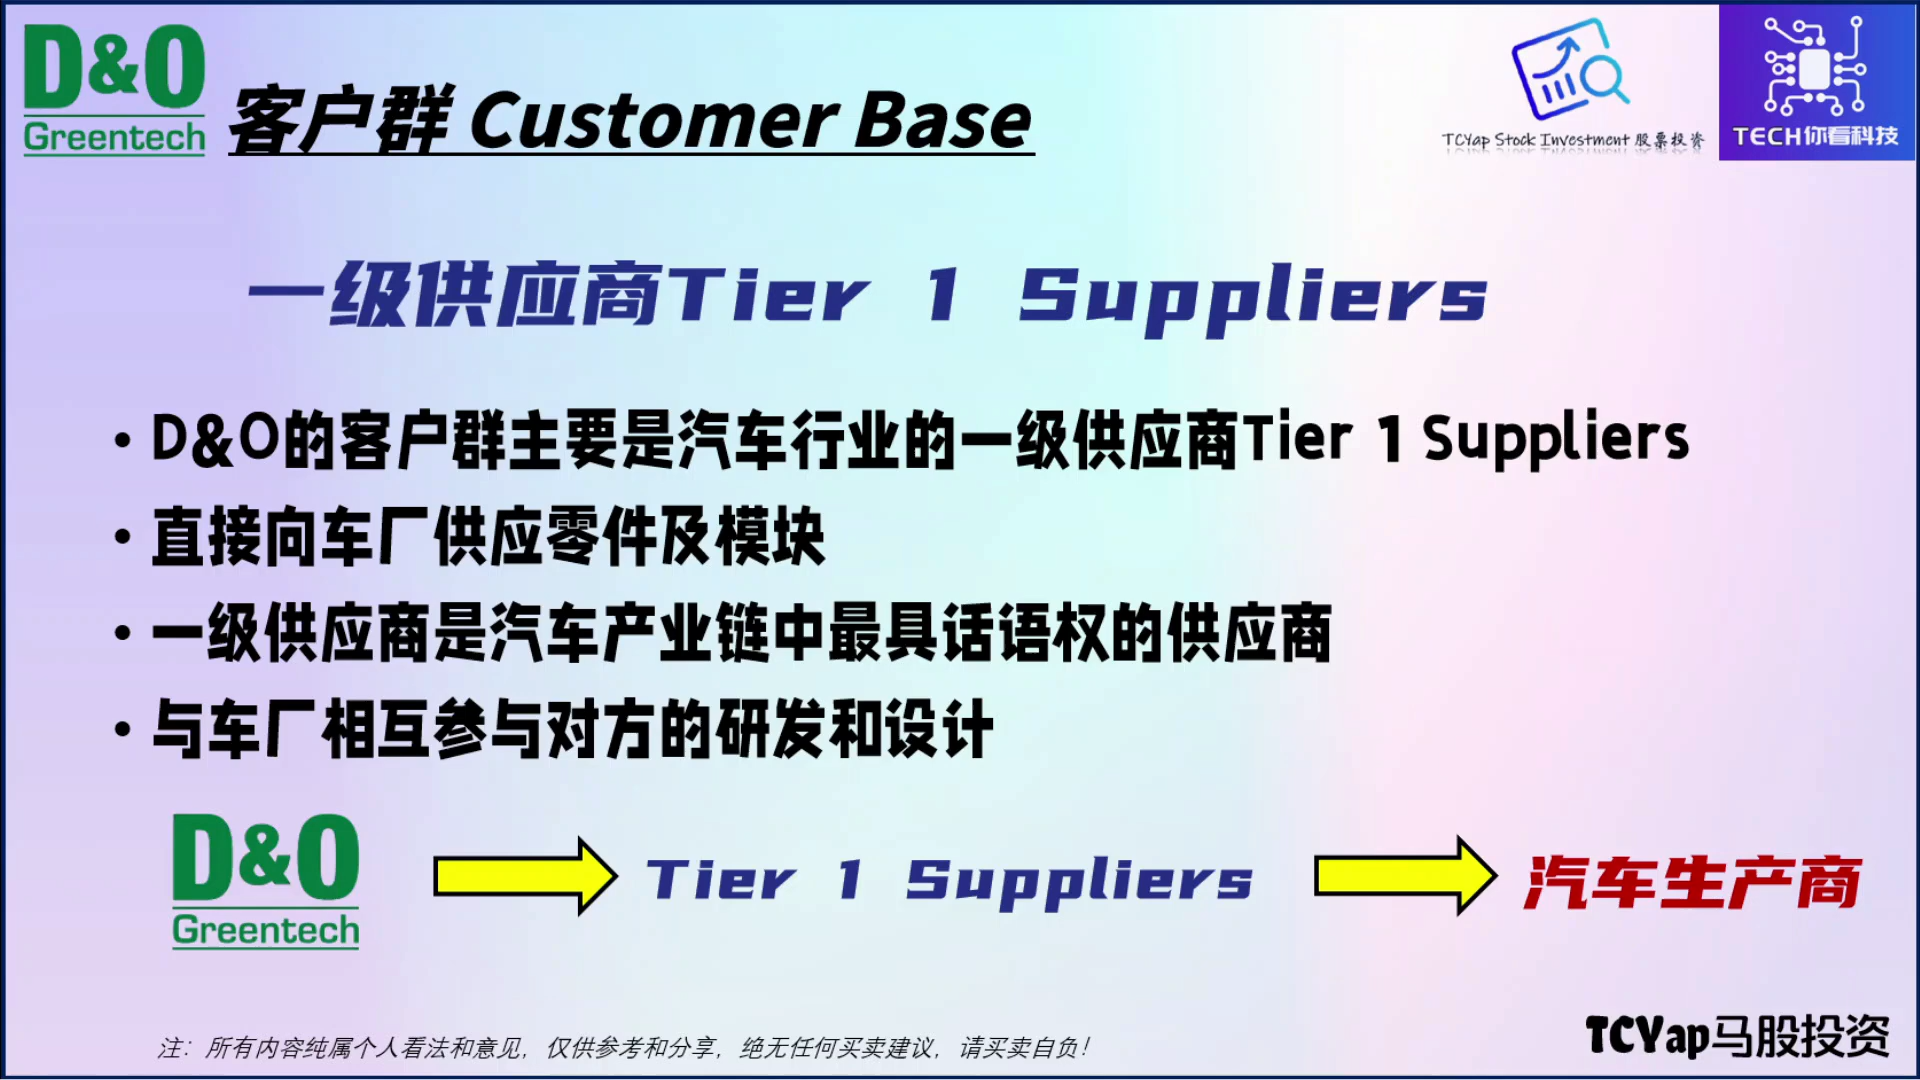 D&O
Greentech
客户群 Customer Base
TCYap Stock Investment 股票投资
TECH你看科技
一级供应商Tier 1 Suppliers
• D&O的客户群主要是汽车行业的一级供应商Tier 1 Suppliers
• 直接向车厂供应零件及模块
• 一级供应商是汽车产业链中最具话语权的供应商
• 与车厂相互参与对方的研发和设计
D&O
Greentech
Tier 1 Suppliers
汽车生产商
注：所有内容纯属个人看法和意见，仅供参考和分享，绝无任何买卖建议，请买卖自负！
TCYap马股投资